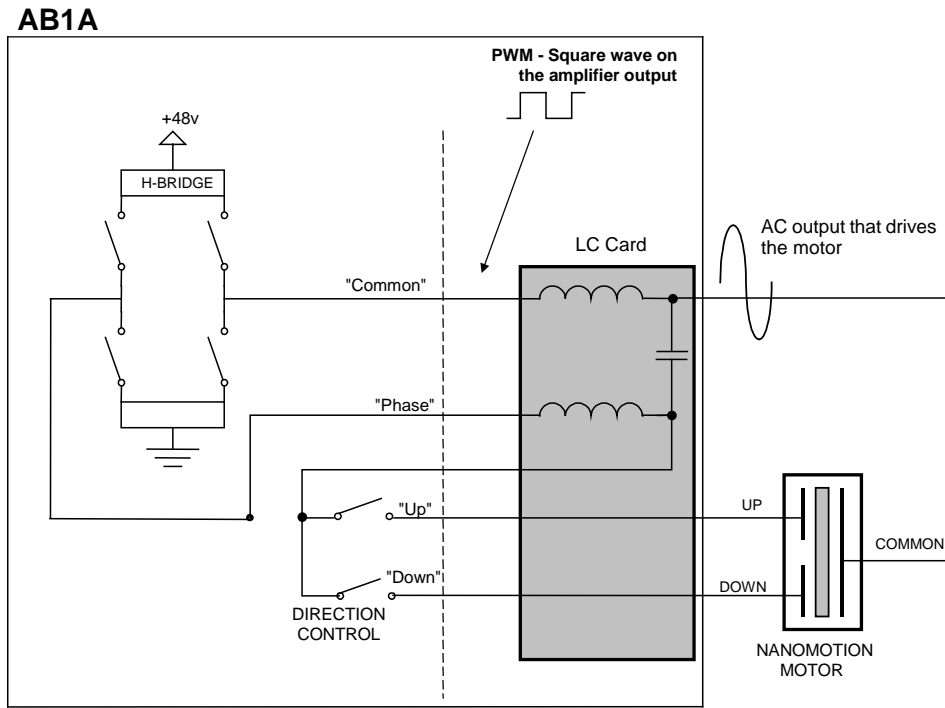 AB1A
PWM - Square wave on
the amplifier output
+48v
H-BRIDGE
AC output that drives
the motor
LC Card
"Common"
"Phase"
"Up"
UP
COMMON
"Down"
DOWN
DIRECTION
CONTROL
NANOMOTION
MOTOR